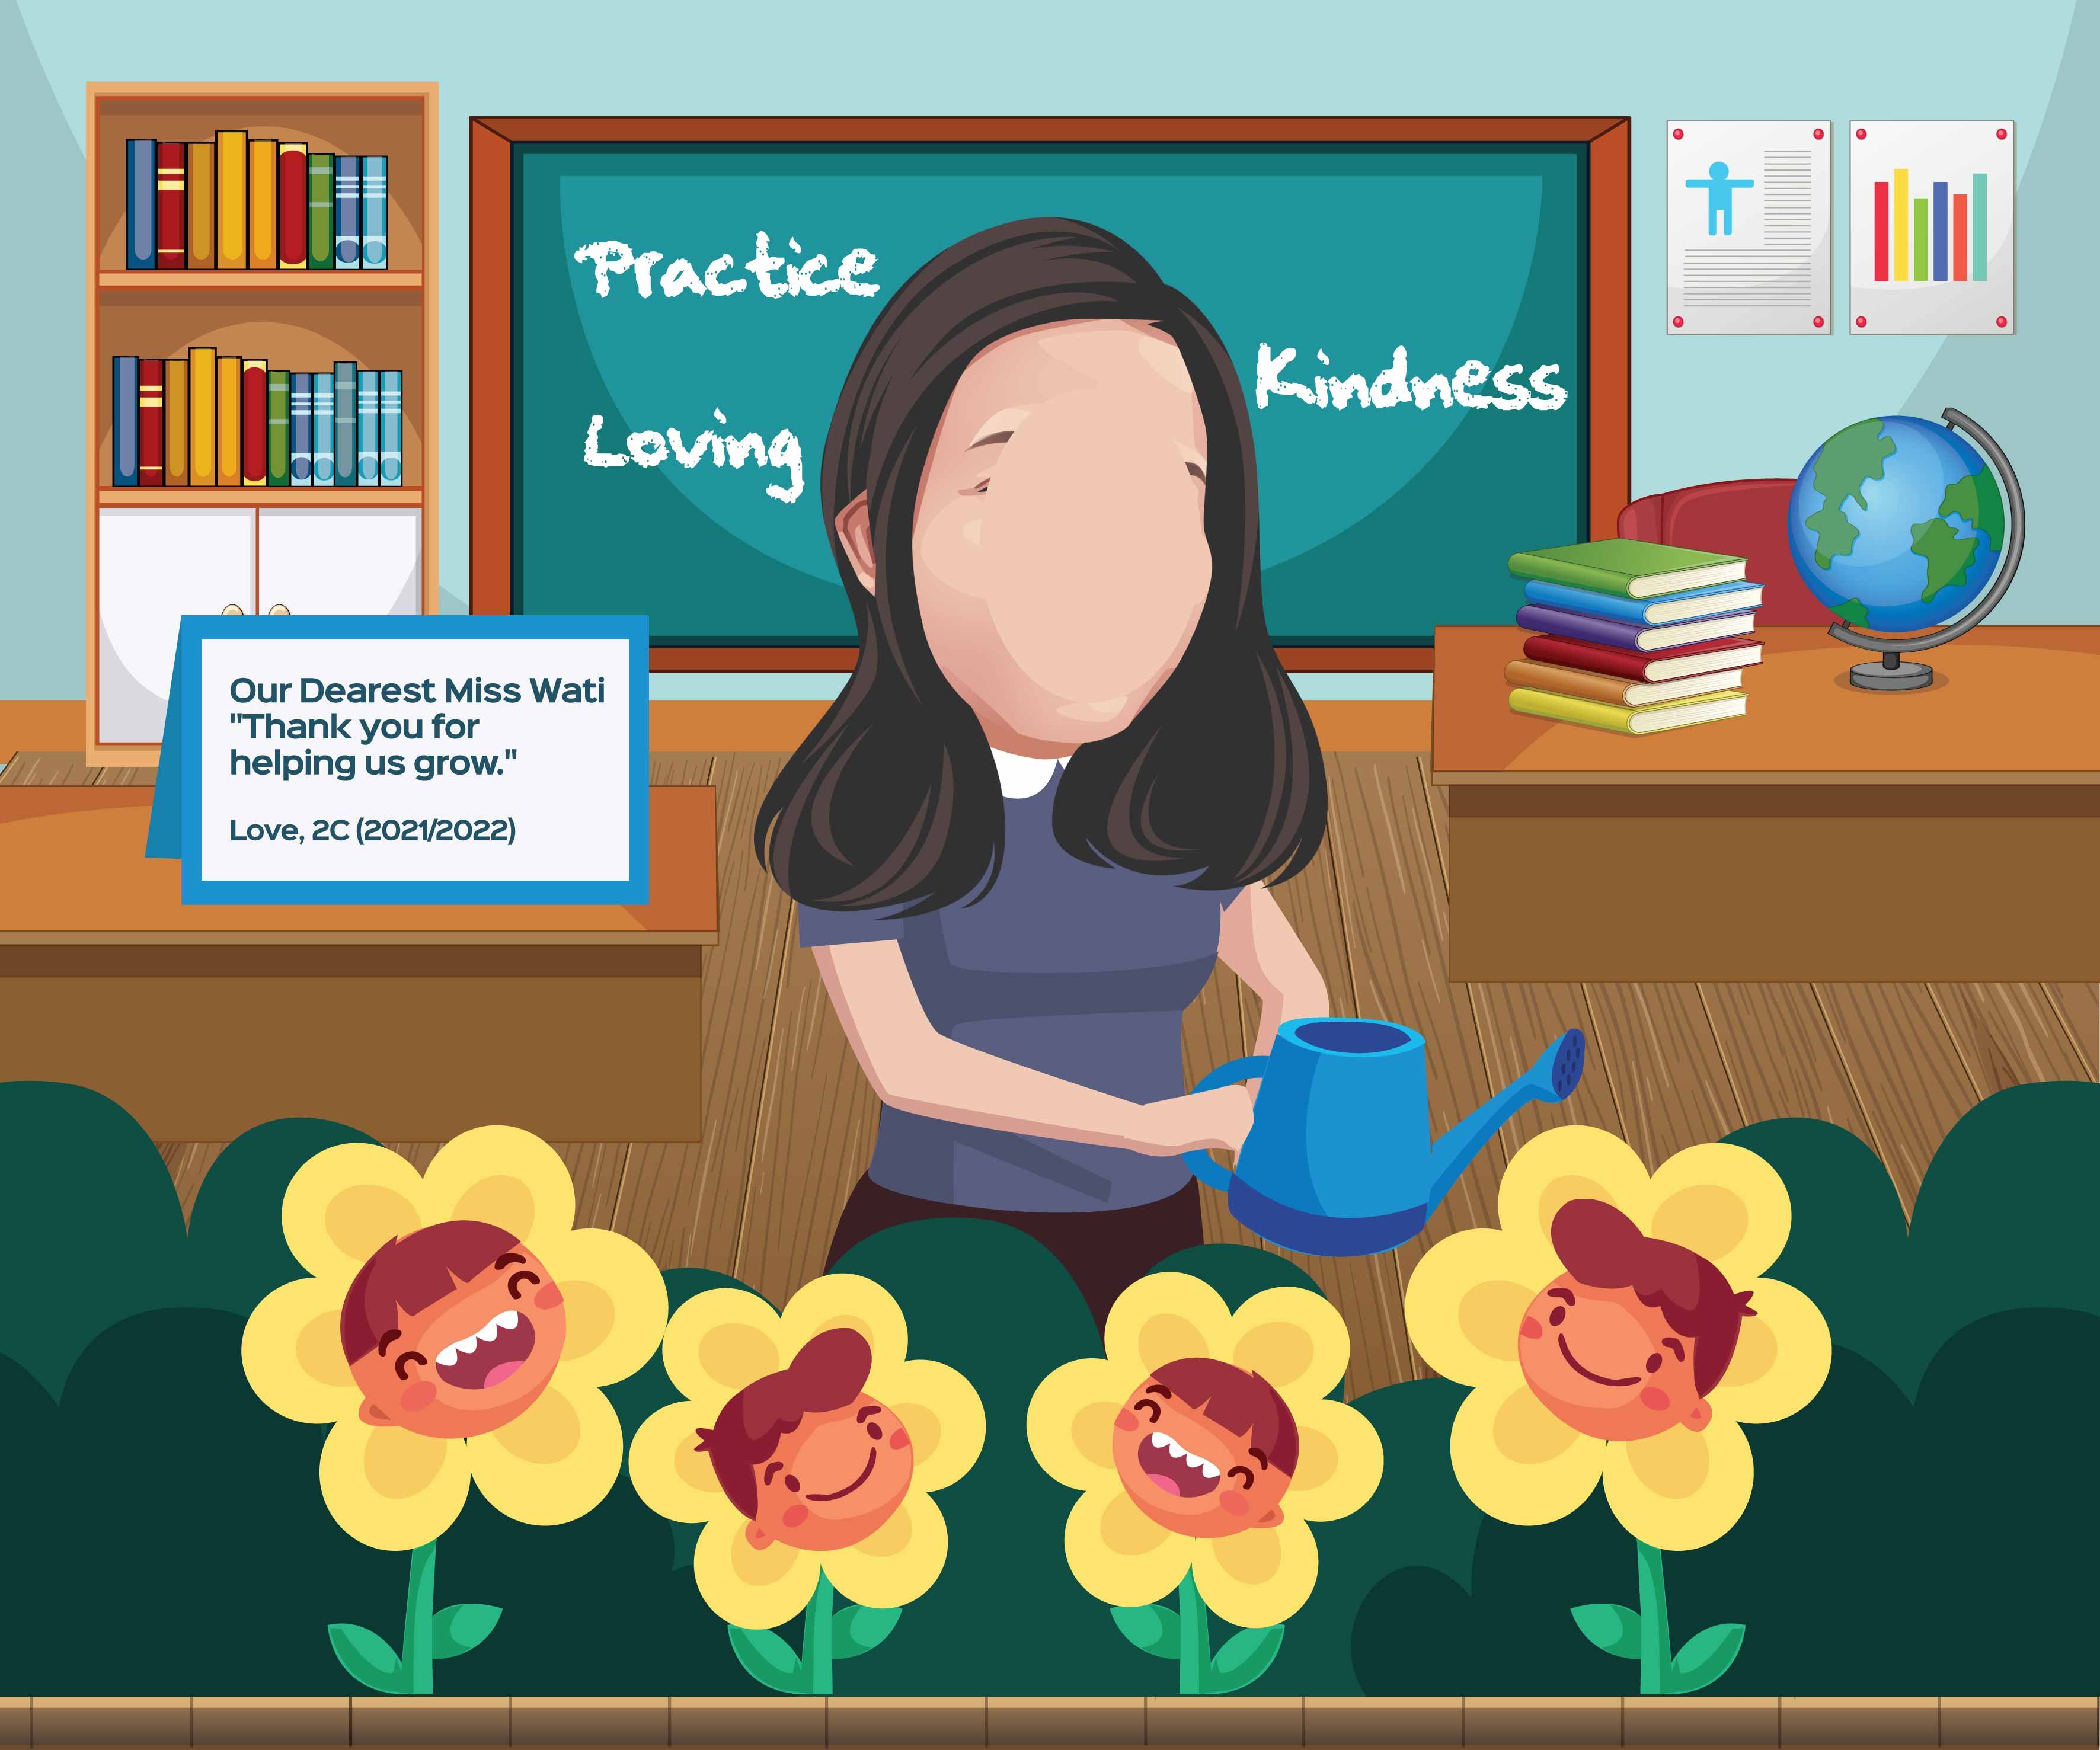 Practice
Loving
Kindness
Our Dearest Miss Wati
"Thank you for
helping us grow."
Love, 2C (2021/2022)